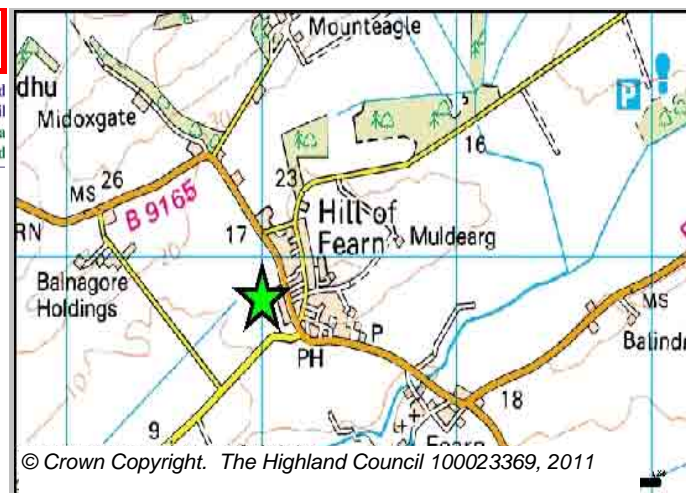 Mounteagle
dhu
Midoxgate
16
MS 26
23
B 9165
RN
17
Hill of
Fearn
Muldearg
Balnagore
Holdings
P
MS
PH
P
18
9
Fearn
© Crown Copyright. The Highland Council 100023369, 2011